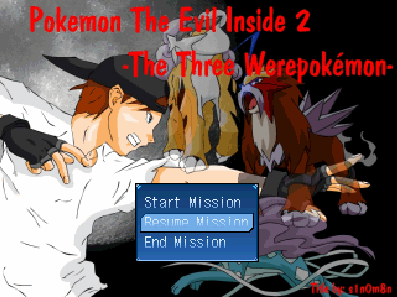 Pokemon The Evil Inside 2
-The Three Werepokémon-
Start Mission
Resume Mission
End Mission
Title by s1n0m8n